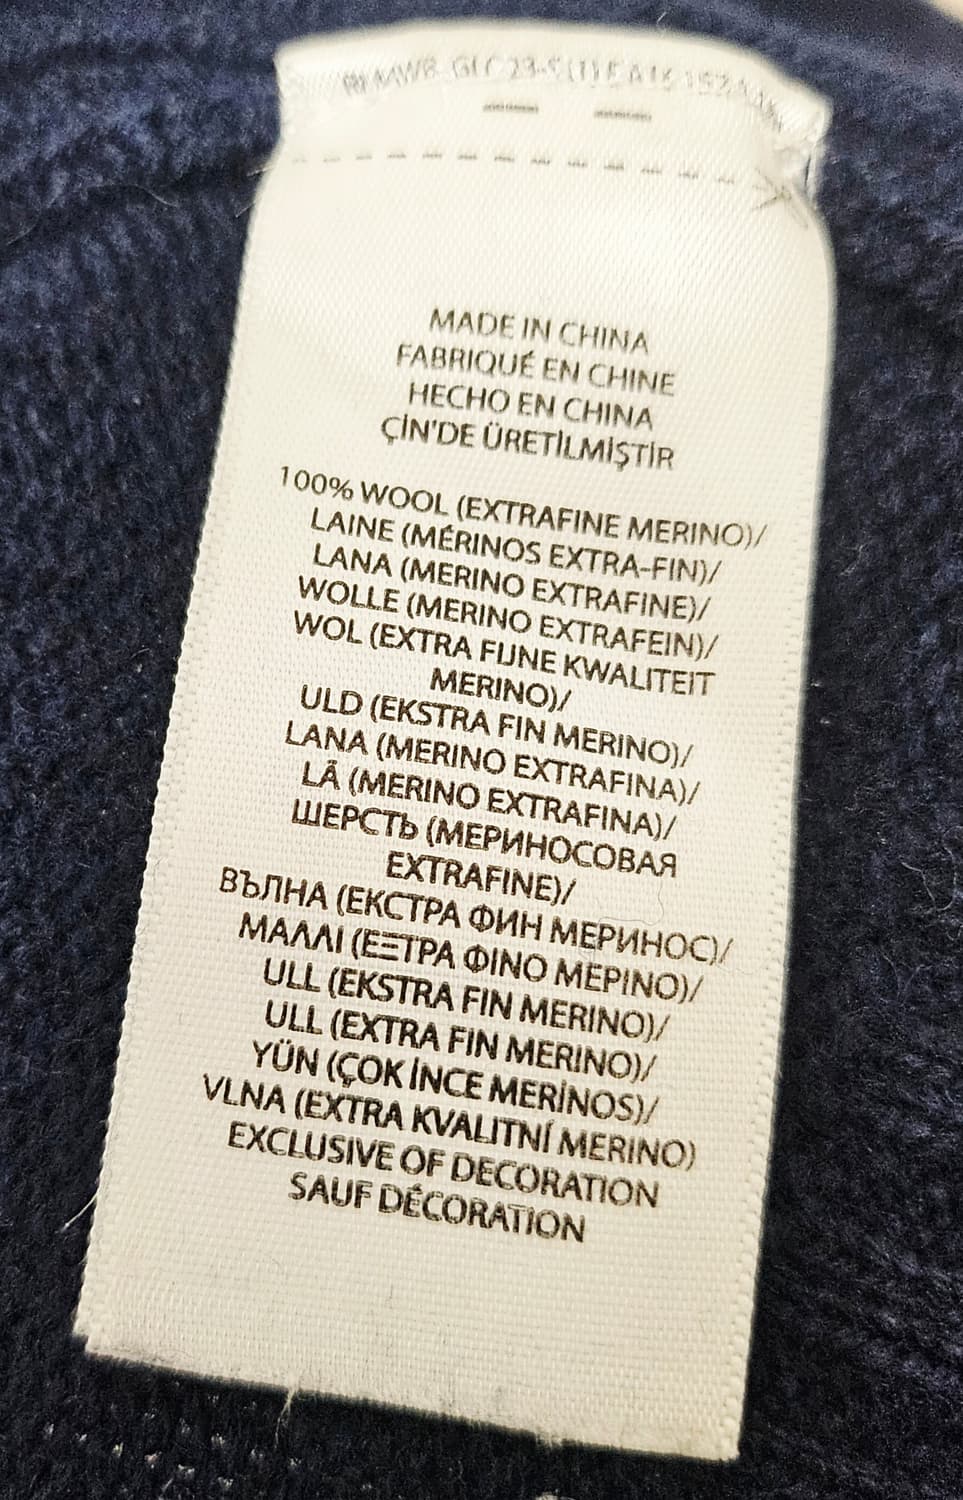 MADE IN CHINA
FABRIQUÉ EN CHINE
HECHO EN CHINA
ÇİN'DE ÜRETİLMİŞTİR
100% WOOL (EXTRAFINE MERINO)/
LAINE (MÉRINOS EXTRA-FIN)/
LANA (MERINO EXTRAFINE)/
WOLLE (MERINO EXTRAFEIN)/
WOL (EXTRA FIJNE KWALITEIT
MERINO)/
ULD (EKSTRA FIN MERINO)/
LANA (MERINO EXTRAFINA)/
LÃ (MERINO EXTRAFINA)/
ШЕРСТЬ (МЕРИНОСОВАЯ
EXTRAFINE)/
ВЪЛНА (ЕКСТРА ФИН МЕРИНОС)/
ΜΑΛΛΙ (ΕΞΤΡΑ ΦΙΝΟ ΜΕΡΙΝΟ)/
ULL (EKSTRA FIN MERINO)/
ULL (EXTRA FIN MERINO)/
YÜN (ÇOK İNCE MERİNOS)/
VLNA (EXTRA KVALITNÍ MERINO)
EXCLUSIVE OF DECORATION
SAUF DÉCORATION